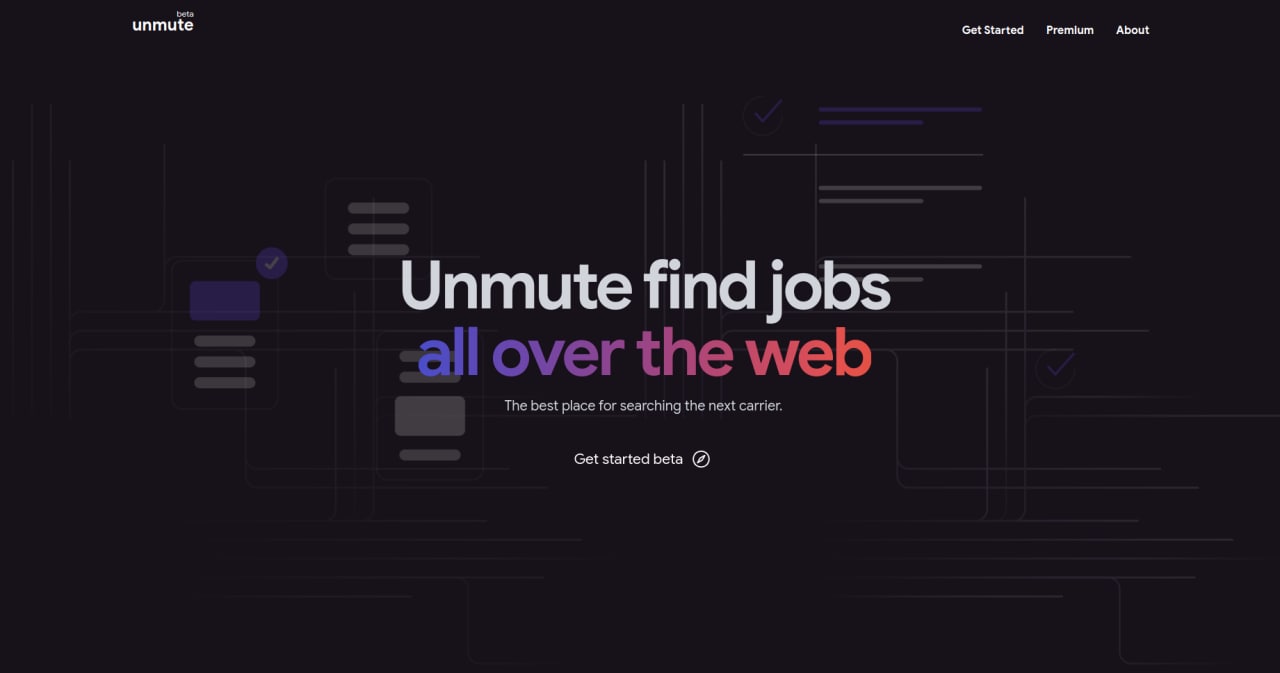 beta
unmute
Get Started Premium About
Unmute find jobs
all over the web
The best place for searching the next carrier.
Get started beta